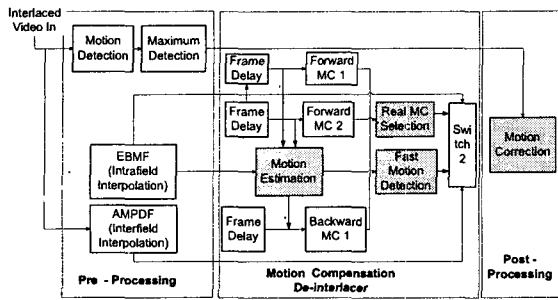 Interlaced
Video In
Motion
Detection
Maximum
Detection
Frame
Delay
Forward
MC 1
Frame
Delay
Forward
MC 2
Real MC
Selection
Swi
tch
2
Motion
Correction
EBMF
(Intrafield
Interpolation)
Motion
Estimation
Fast
Motion
Detection
AMPDF
(Interfield
Interpolation)
Frame
Delay
Backward
MC 1
Pre - Processing
Motion Compensation
De-interlacer
Post -
Processing